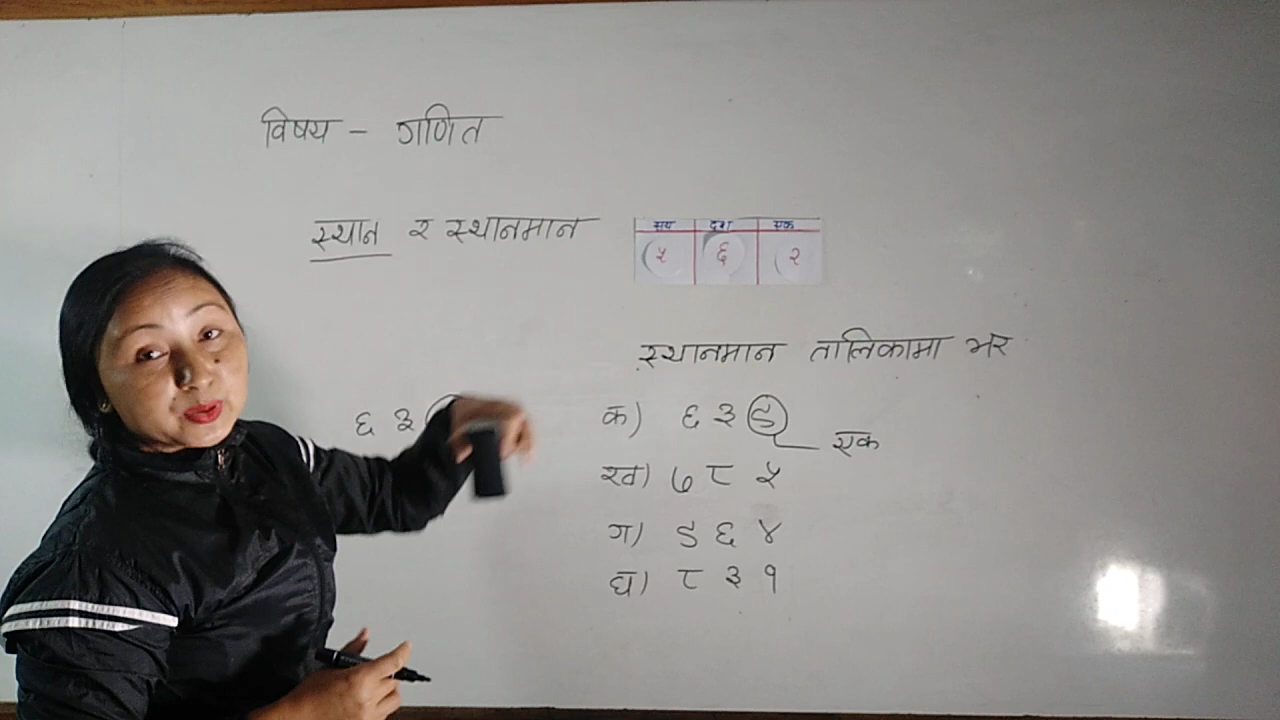 विषय - गणित
स्थान र स्थानमान
सय दश एक
५ ६ २
स्थानमान तालिकामा भर
६ ३
क) ६ ३ ९
एक
ख) ७ ८ ५
ग) ९ ६ ४
घ) ८ ३ १